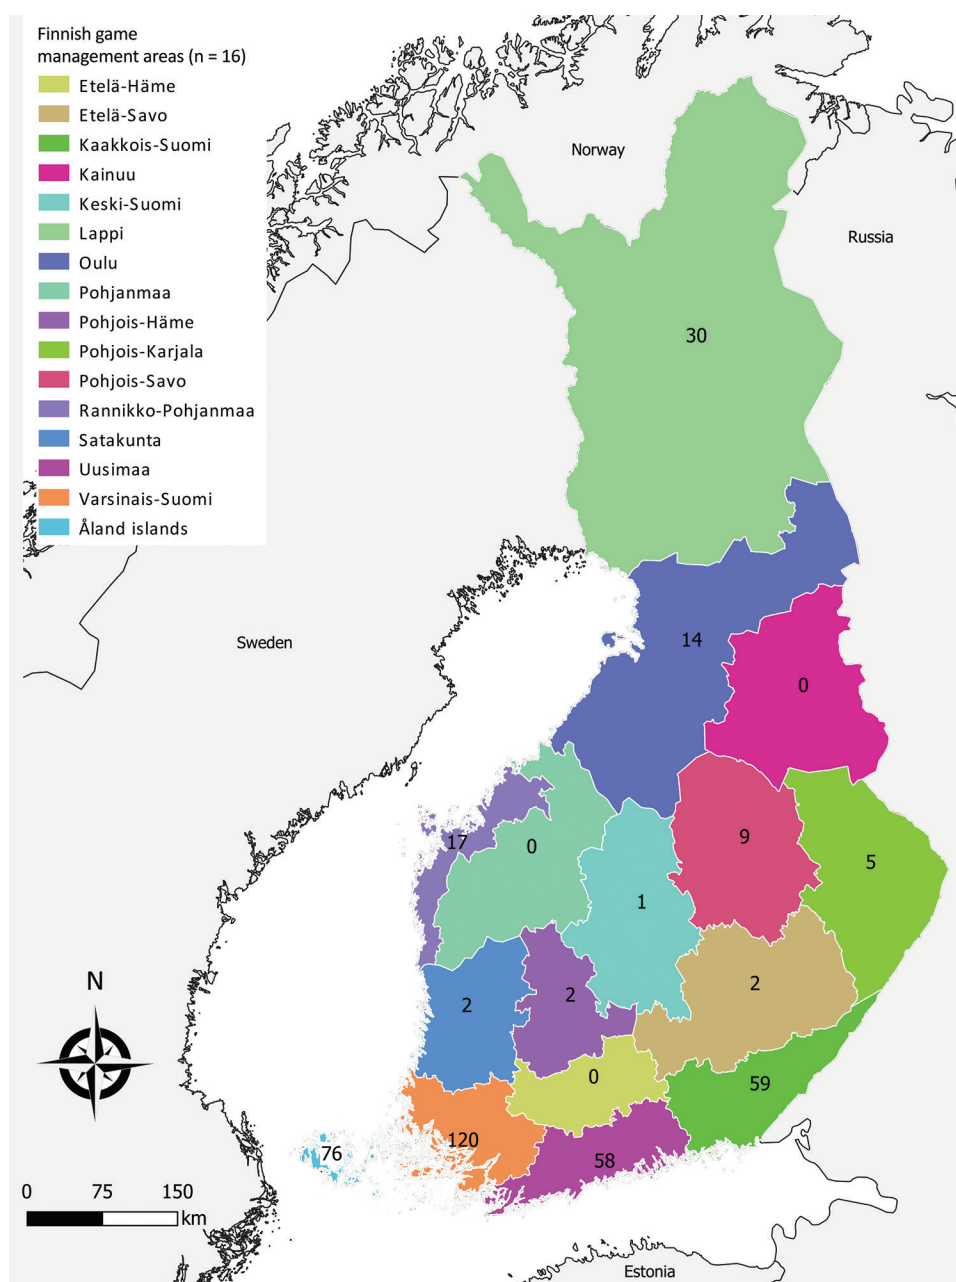 Finnish game
management areas (n = 16)
Etelä-Häme
Etelä-Savo
Kaakkois-Suomi
Kainuu
Keski-Suomi
Lappi
Oulu
Pohjanmaa
Pohjois-Häme
Pohjois-Karjala
Pohjois-Savo
Rannikko-Pohjanmaa
Satakunta
Uusimaa
Varsinais-Suomi
Åland islands
Norway
Russia
30
Sweden
14
0
17
0
9
5
1
2
2
2
N
0
59
120
76
58
0 75 150
km
Estonia